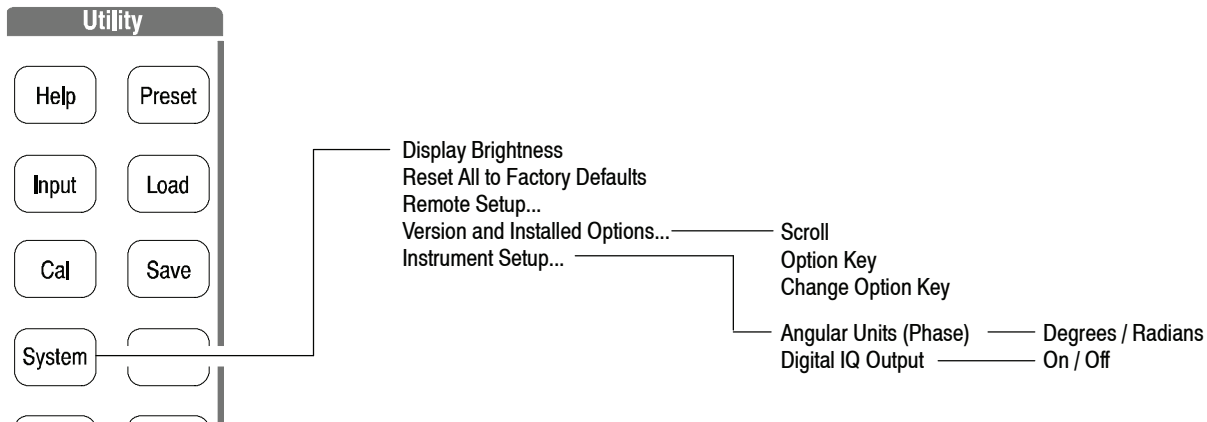 Utility
Help
Preset
Input
Load
Cal
Save
System
Display Brightness
Reset All to Factory Defaults
Remote Setup...
Version and Installed Options...
Instrument Setup...
Scroll
Option Key
Change Option Key
Angular Units (Phase)
Degrees / Radians
Digital IQ Output
On / Off